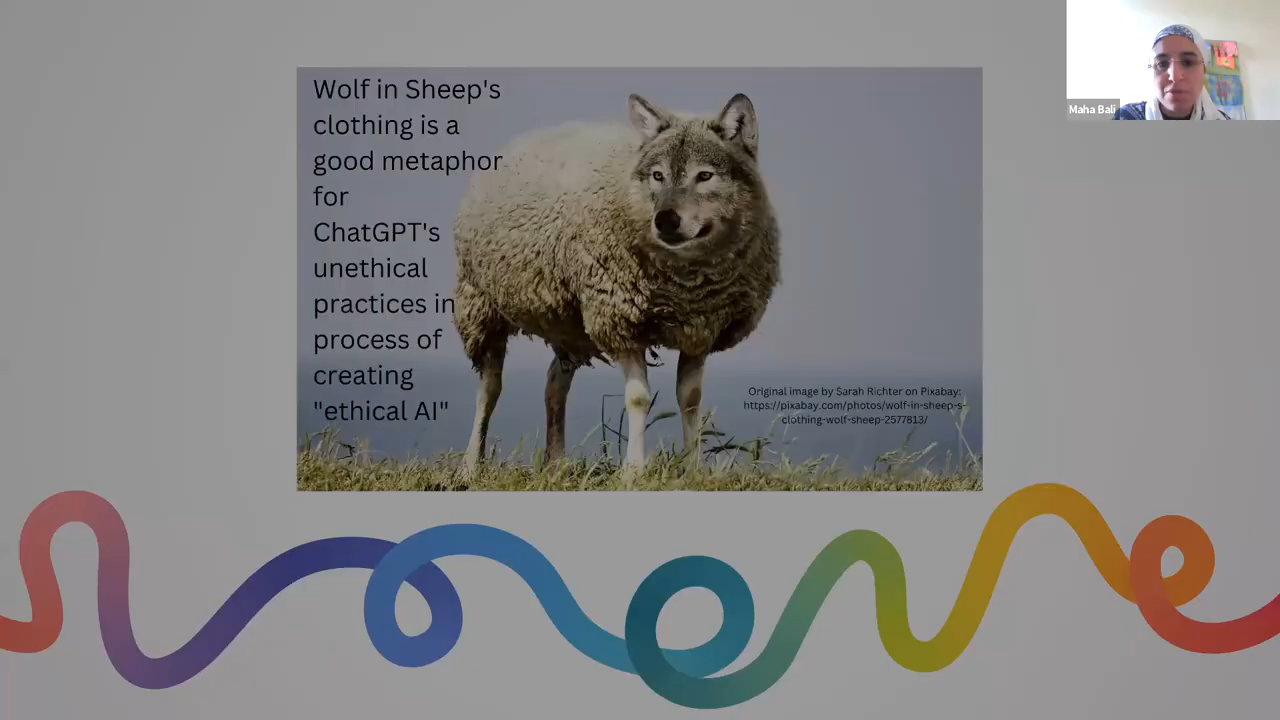 Wolf in Sheep's
clothing is a
good metaphor
for
ChatGPT's
unethical
practices in
process of
creating
"ethical AI"
Original image by Sarah Richter on Pixabay:
https://pixabay.com/photos/wolf-in-sheep-s-
clothing-wolf-sheep-2577813/
Maha Bali